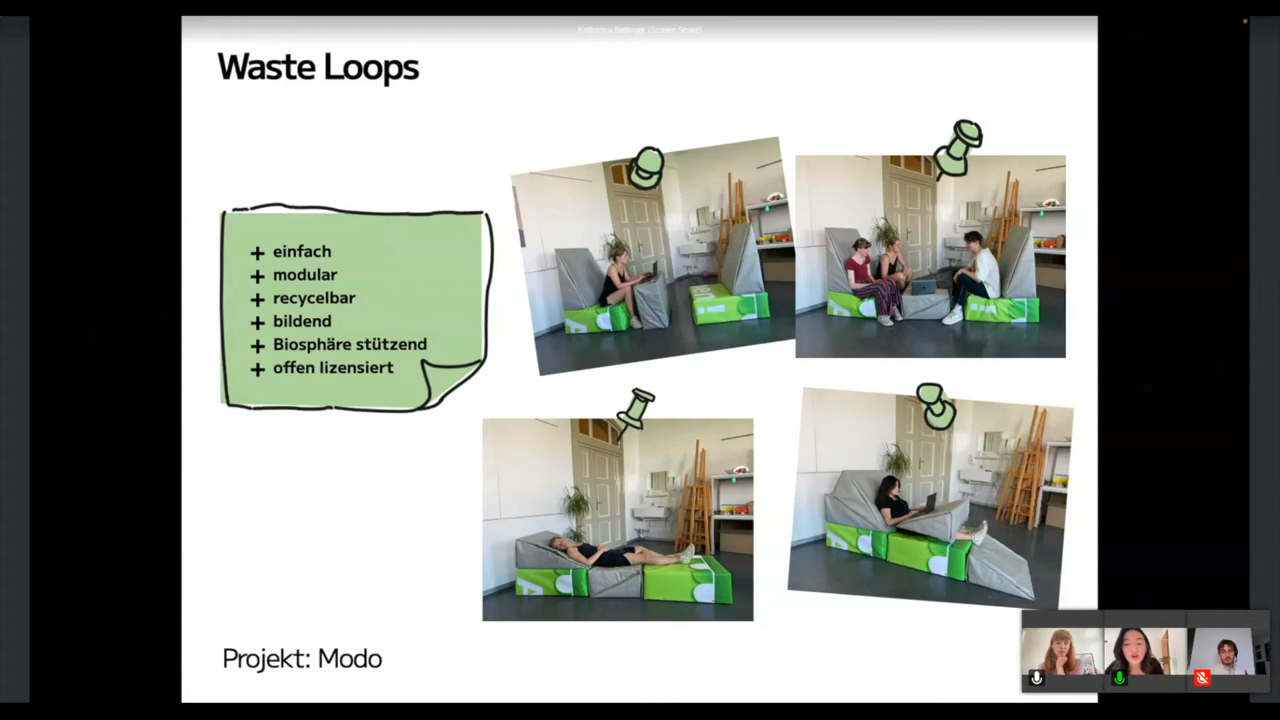 Waste Loops
+ einfach
+ modular
+ recycelbar
+ bildend
+ Biosphäre stützend
+ offen lizensiert
Projekt: Modo